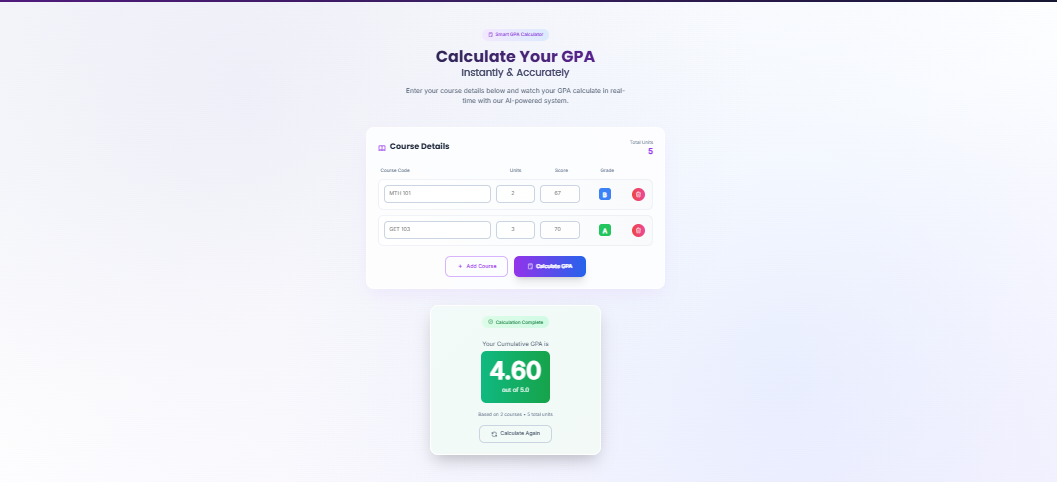 Smart GPA Calculator
Calculate Your GPA
Instantly & Accurately
Enter your course details below and watch your GPA calculate in real-
time with our AI-powered system.
Course Details
Total Units
5
Course Code Units Score Grade
MTH 101 2 67 B
GET 103 3 70 A
+ Add Course Calculate GPA
Calculation Complete
Your Cumulative GPA is
4.60
out of 5.0
Based on 2 courses • 5 total units
Calculate Again